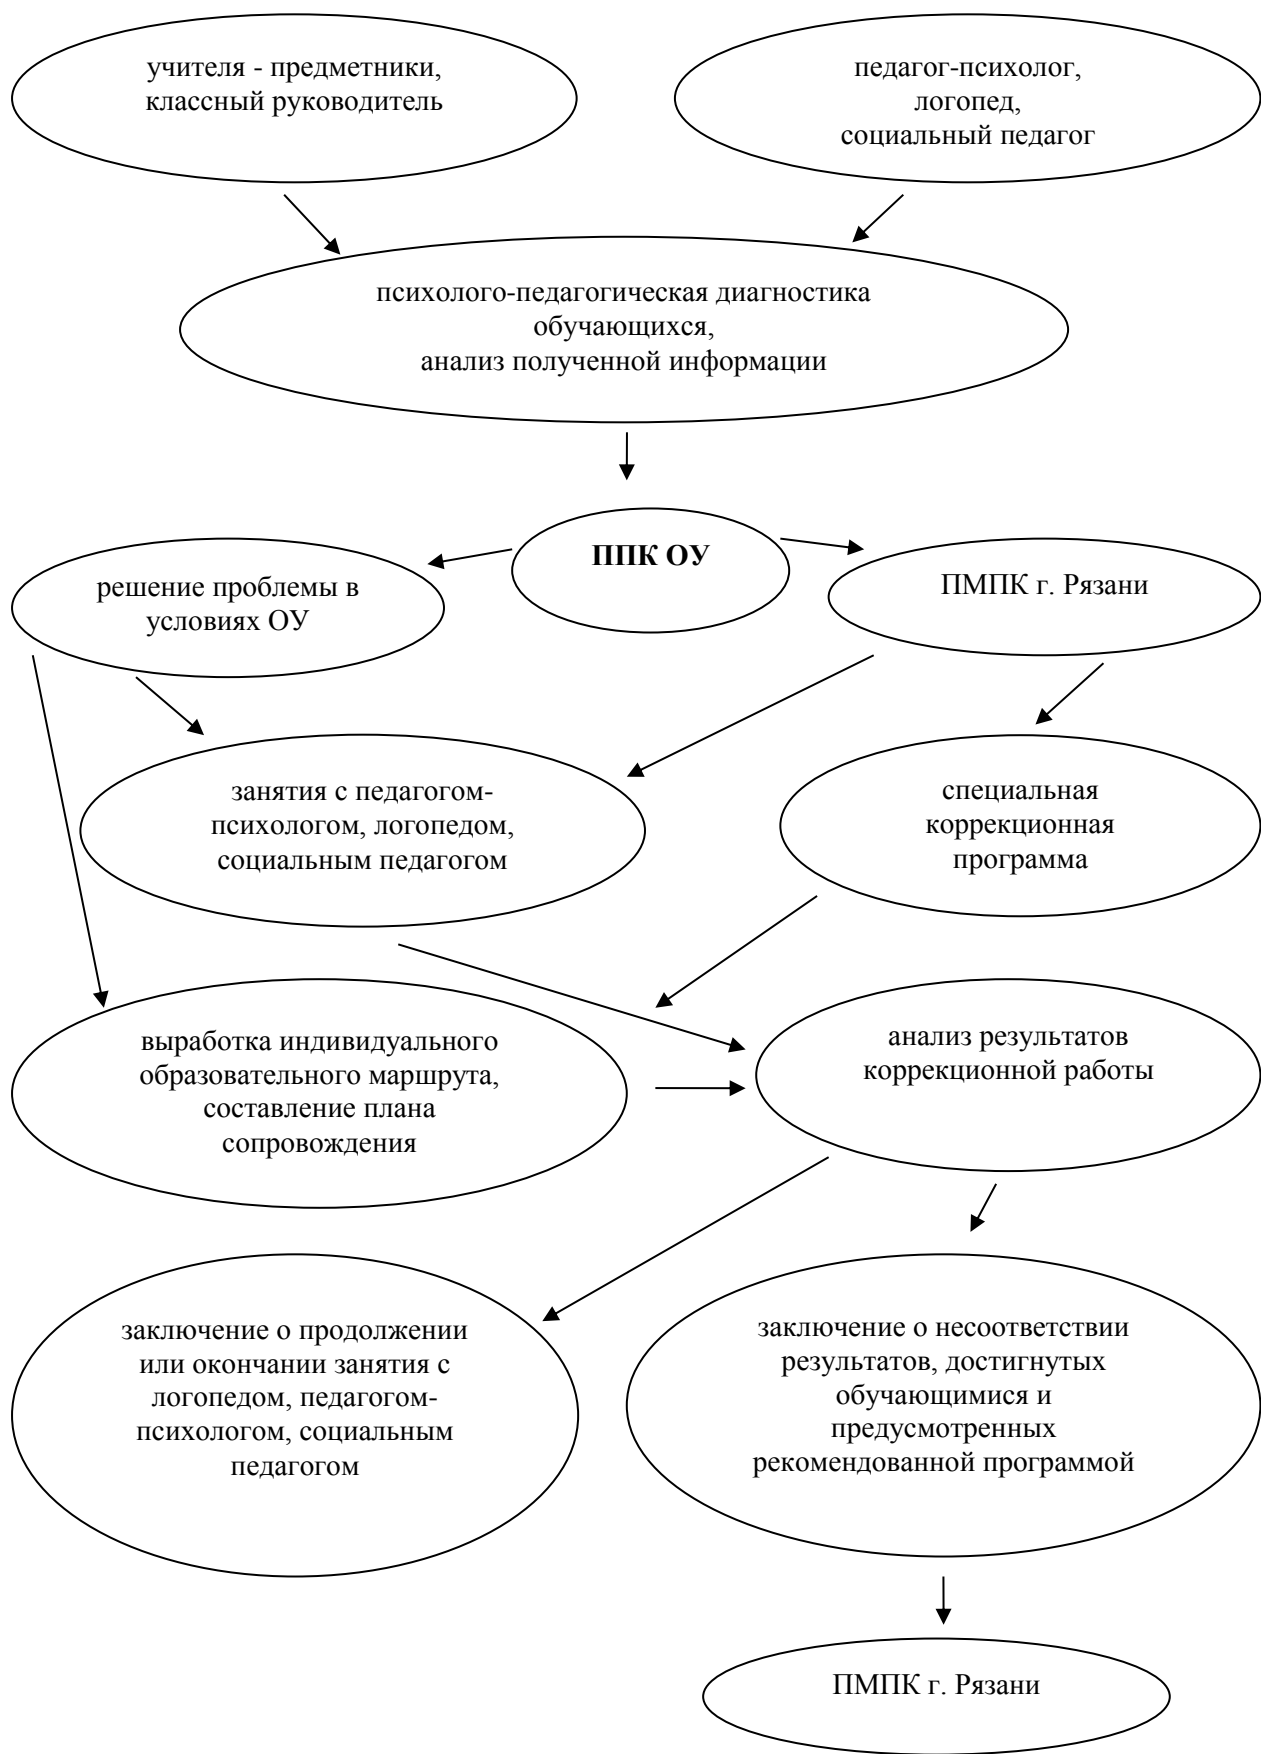 учителя - предметники,
классный руководитель
педагог-психолог,
логопед,
социальный педагог
психолого-педагогическая диагностика
обучающихся,
анализ полученной информации
ППК ОУ
решение проблемы в
условиях ОУ
ПМПК г. Рязани
занятия с педагогом-
психологом, логопедом,
социальным педагогом
специальная
коррекционная
программа
выработка индивидуального
образовательного маршрута,
составление плана
сопровождения
анализ результатов
коррекционной работы
заключение о продолжении
или окончании занятия с
логопедом, педагогом-
психологом, социальным
педагогом
заключение о несоответствии
результатов, достигнутых
обучающимися и
предусмотренных
рекомендованной программой
ПМПК г. Рязани